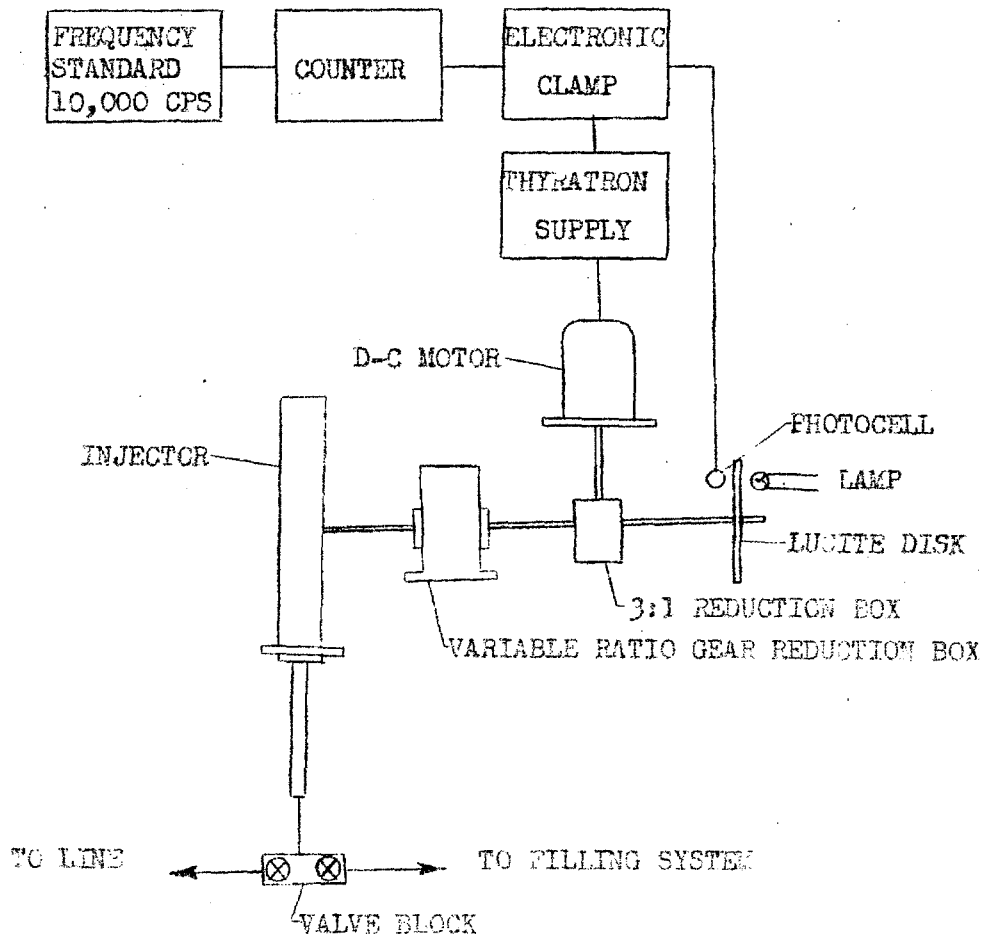 FREQUENCY
STANDARD
10,000 CPS
COUNTER
ELECTRONIC
CLAMP
THYRATRON
SUPPLY
D-C MOTOR
PHOTOCELL
INJECTOR
LAMP
LUCITE DISK
3:1 REDUCTION BOX
VARIABLE RATIO GEAR REDUCTION BOX
TO LINE
TO FILLING SYSTEM
VALVE BLOCK